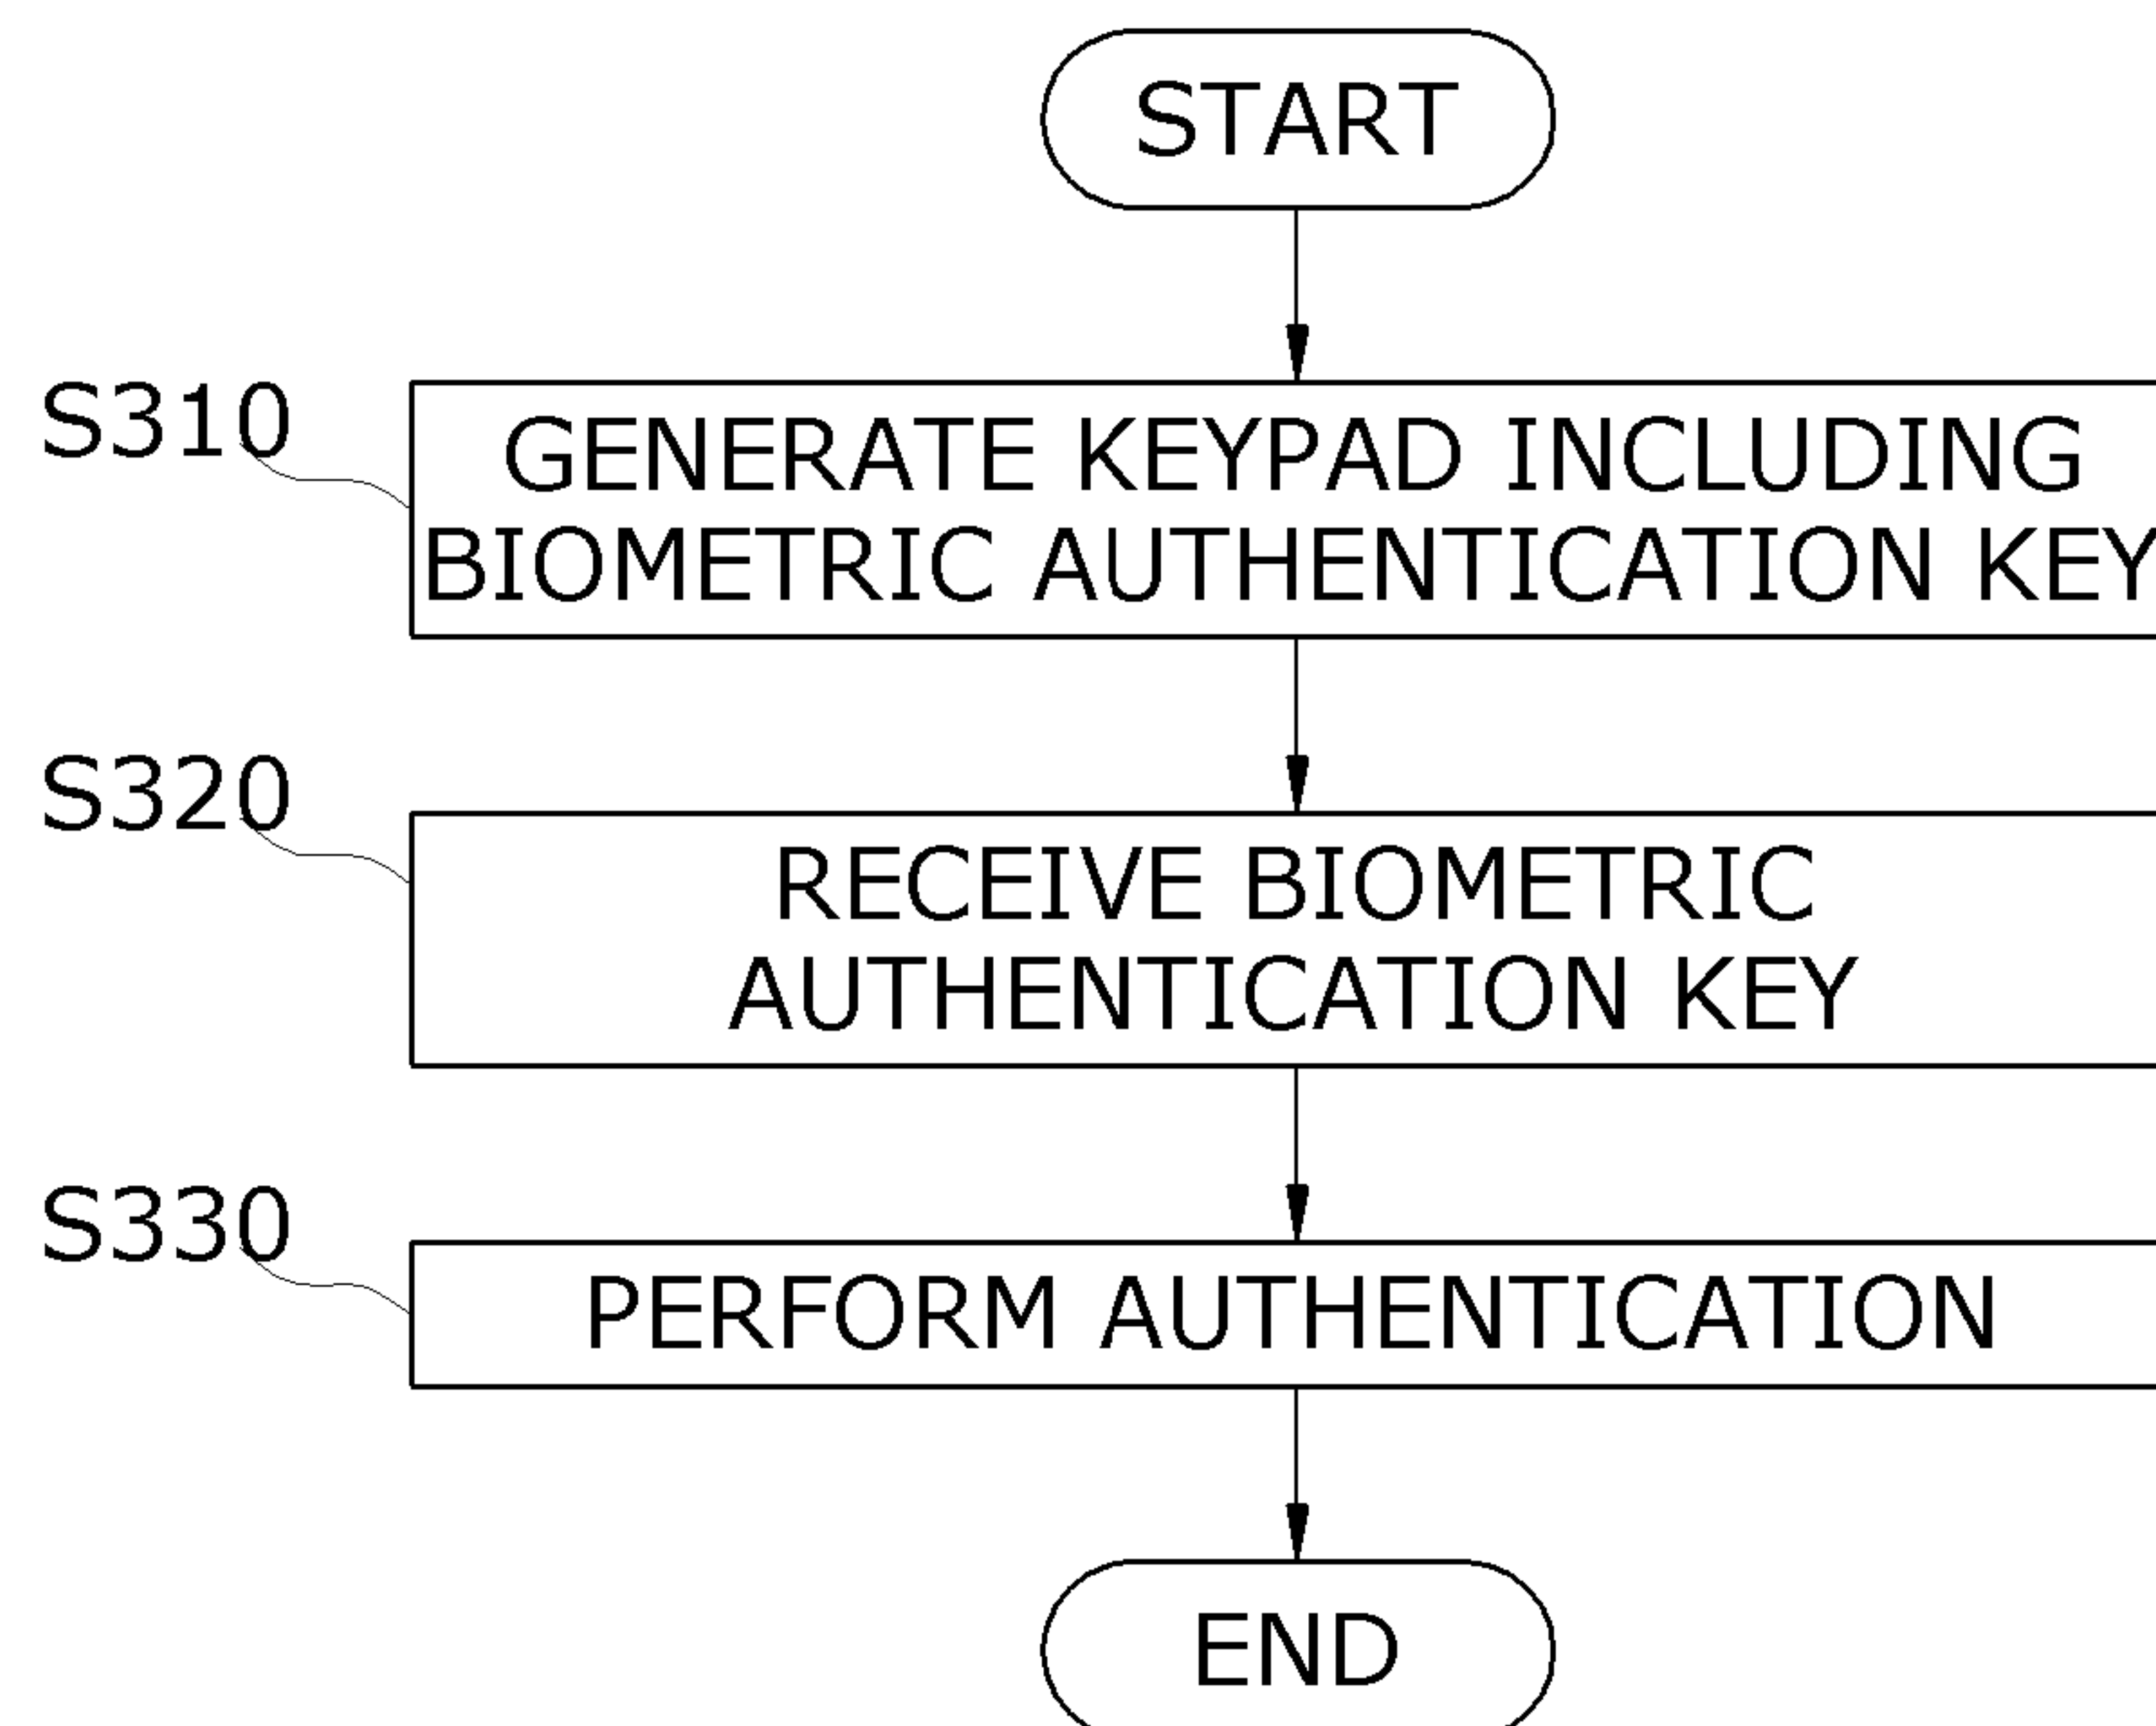 START
S310
GENERATE KEYPAD INCLUDING
BIOMETRIC AUTHENTICATION KEY
S320
RECEIVE BIOMETRIC
AUTHENTICATION KEY
S330
PERFORM AUTHENTICATION
END